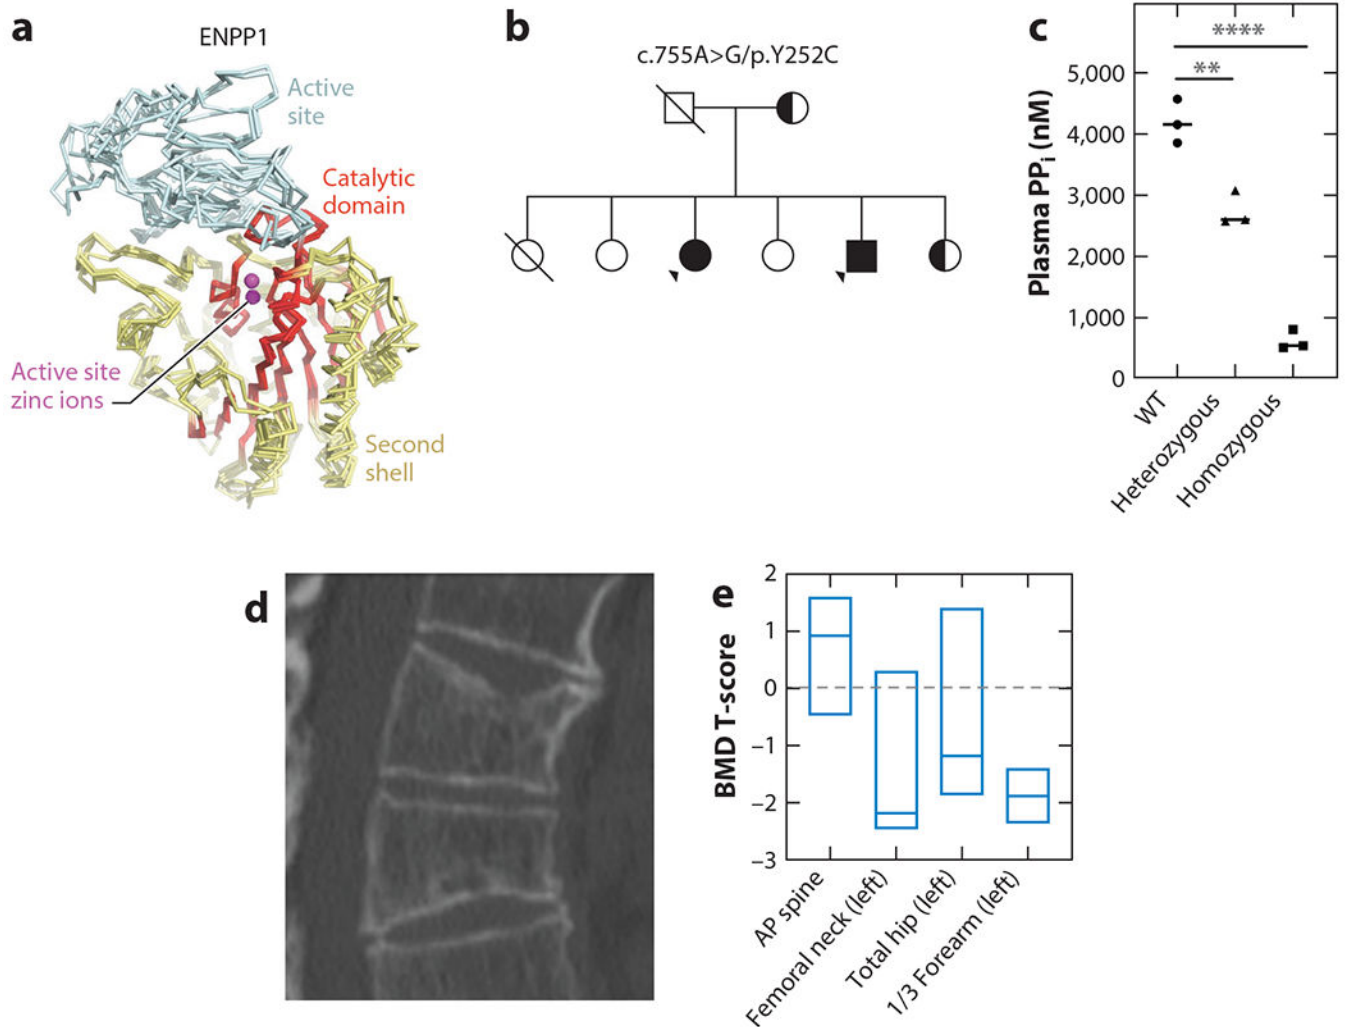 a
ENPP1
Active
site
Catalytic
domain
Active site
zinc ions
Second
shell
b
c.755A>G/p.Y252C
c
Plasma PPi (nM)
5,000
4,000
3,000
2,000
1,000
0
****
**
WT
Heterozygous
Homozygous
d
e
BMD T-score
2
1
0
−1
−2
−3
AP spine
Femoral neck (left)
Total hip (left)
1/3 Forearm (left)